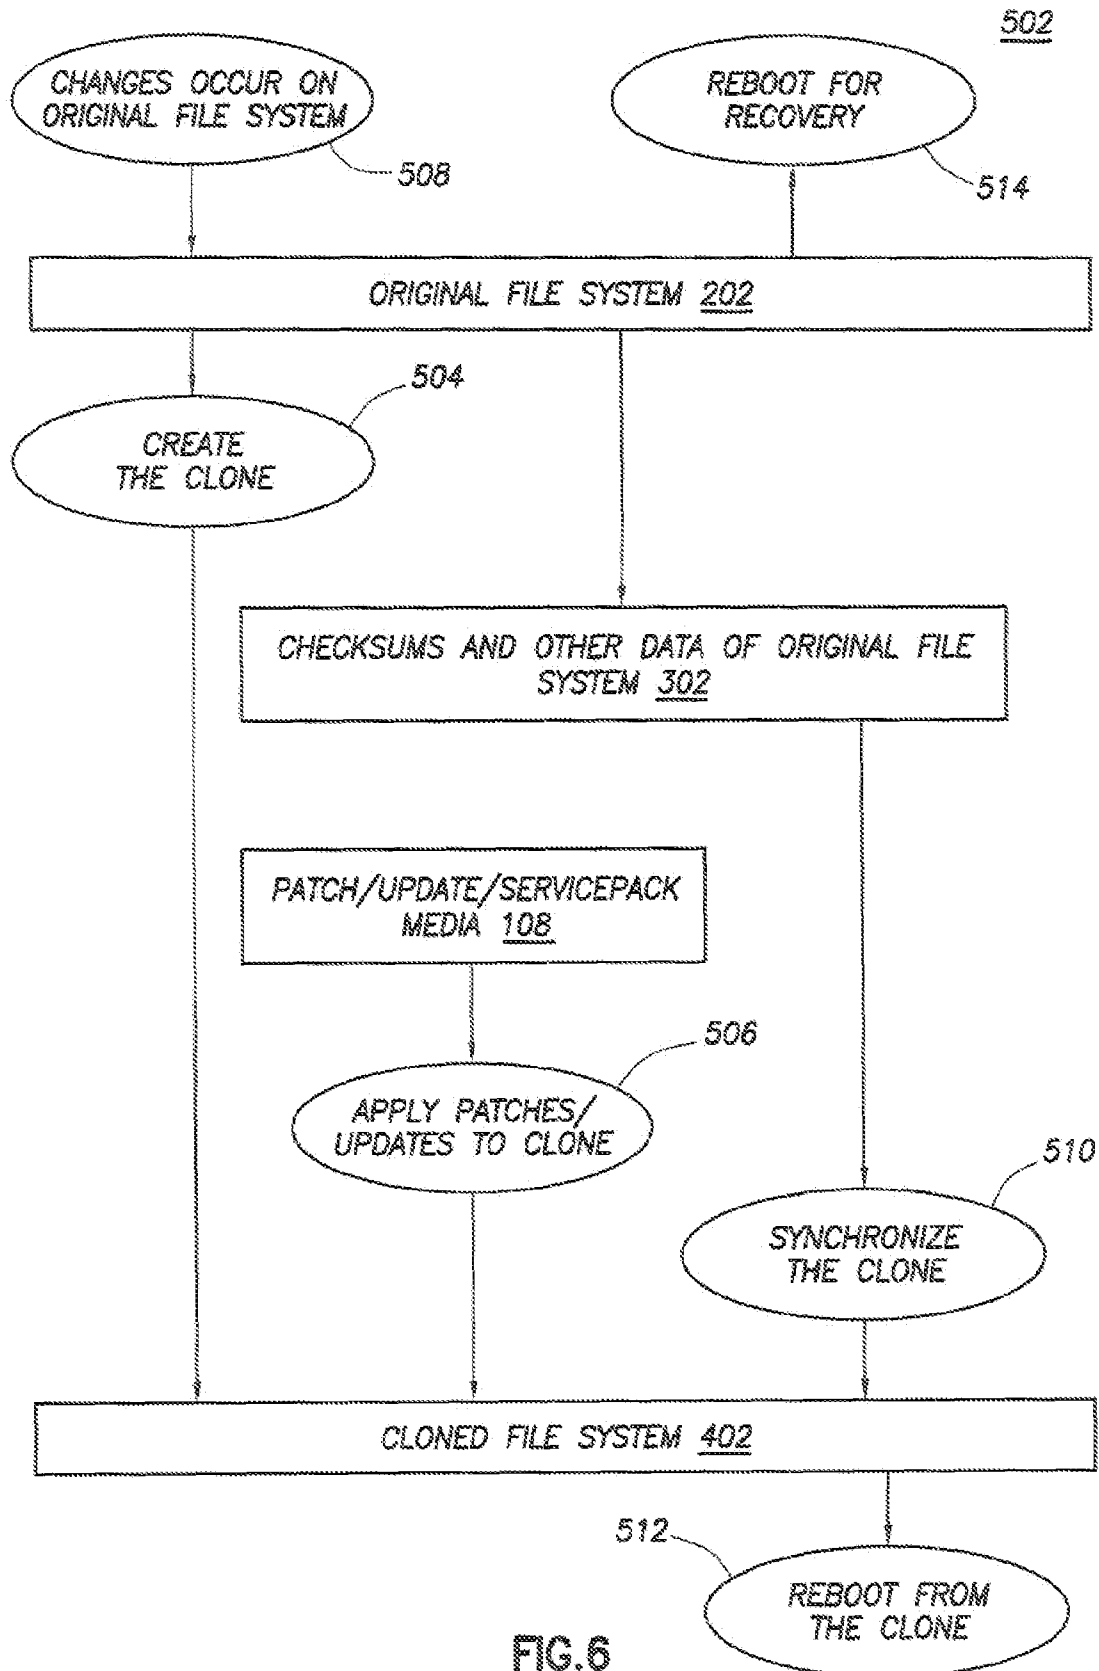 502
CHANGES OCCUR ON
ORIGINAL FILE SYSTEM
508
REBOOT FOR
RECOVERY
514
ORIGINAL FILE SYSTEM 202
504
CREATE
THE CLONE
CHECKSUMS AND OTHER DATA OF ORIGINAL FILE
SYSTEM 302
PATCH/UPDATE/SERVICEPACK
MEDIA 108
506
APPLY PATCHES/
UPDATES TO CLONE
510
SYNCHRONIZE
THE CLONE
CLONED FILE SYSTEM 402
512
REBOOT FROM
THE CLONE
FIG.6